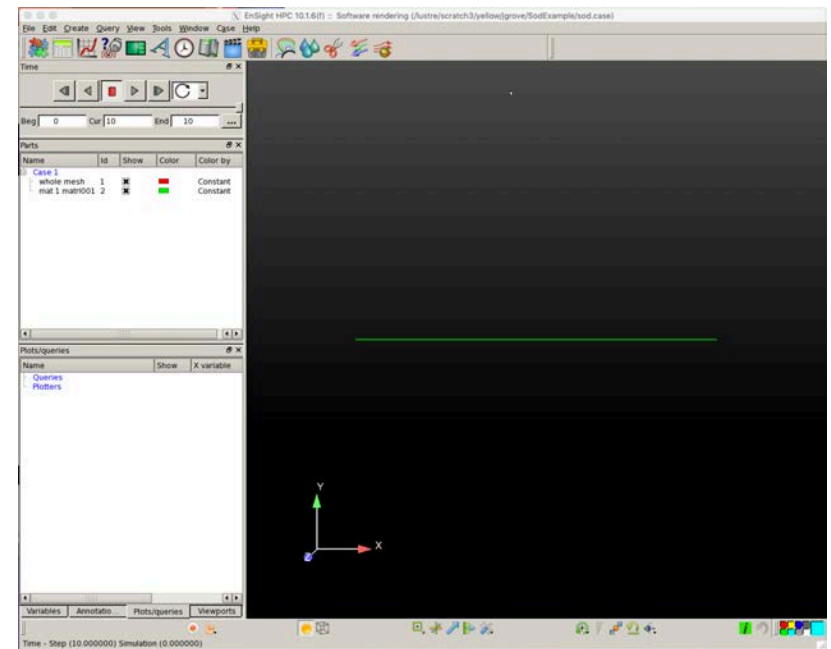 EnSight HPC 10.1.6(f) :: Software rendering (/lustre/scratch3/yellow/jgrove/SodExample/sod.case)
File Edit Create Query View Tools Window Case Help
Time
Beg 0 Cur 10 End 10 ...
Parts
Name Id Show Color Color by
Case 1
whole mesh 1 Constant
mat 1 matrl001 2 Constant
Plots/queries
Name Show X variable
Queries
Plotters
Y
X
Variables Annotatio... Plots/queries Viewports
Time - Step (10.000000) Simulation (0.000000)